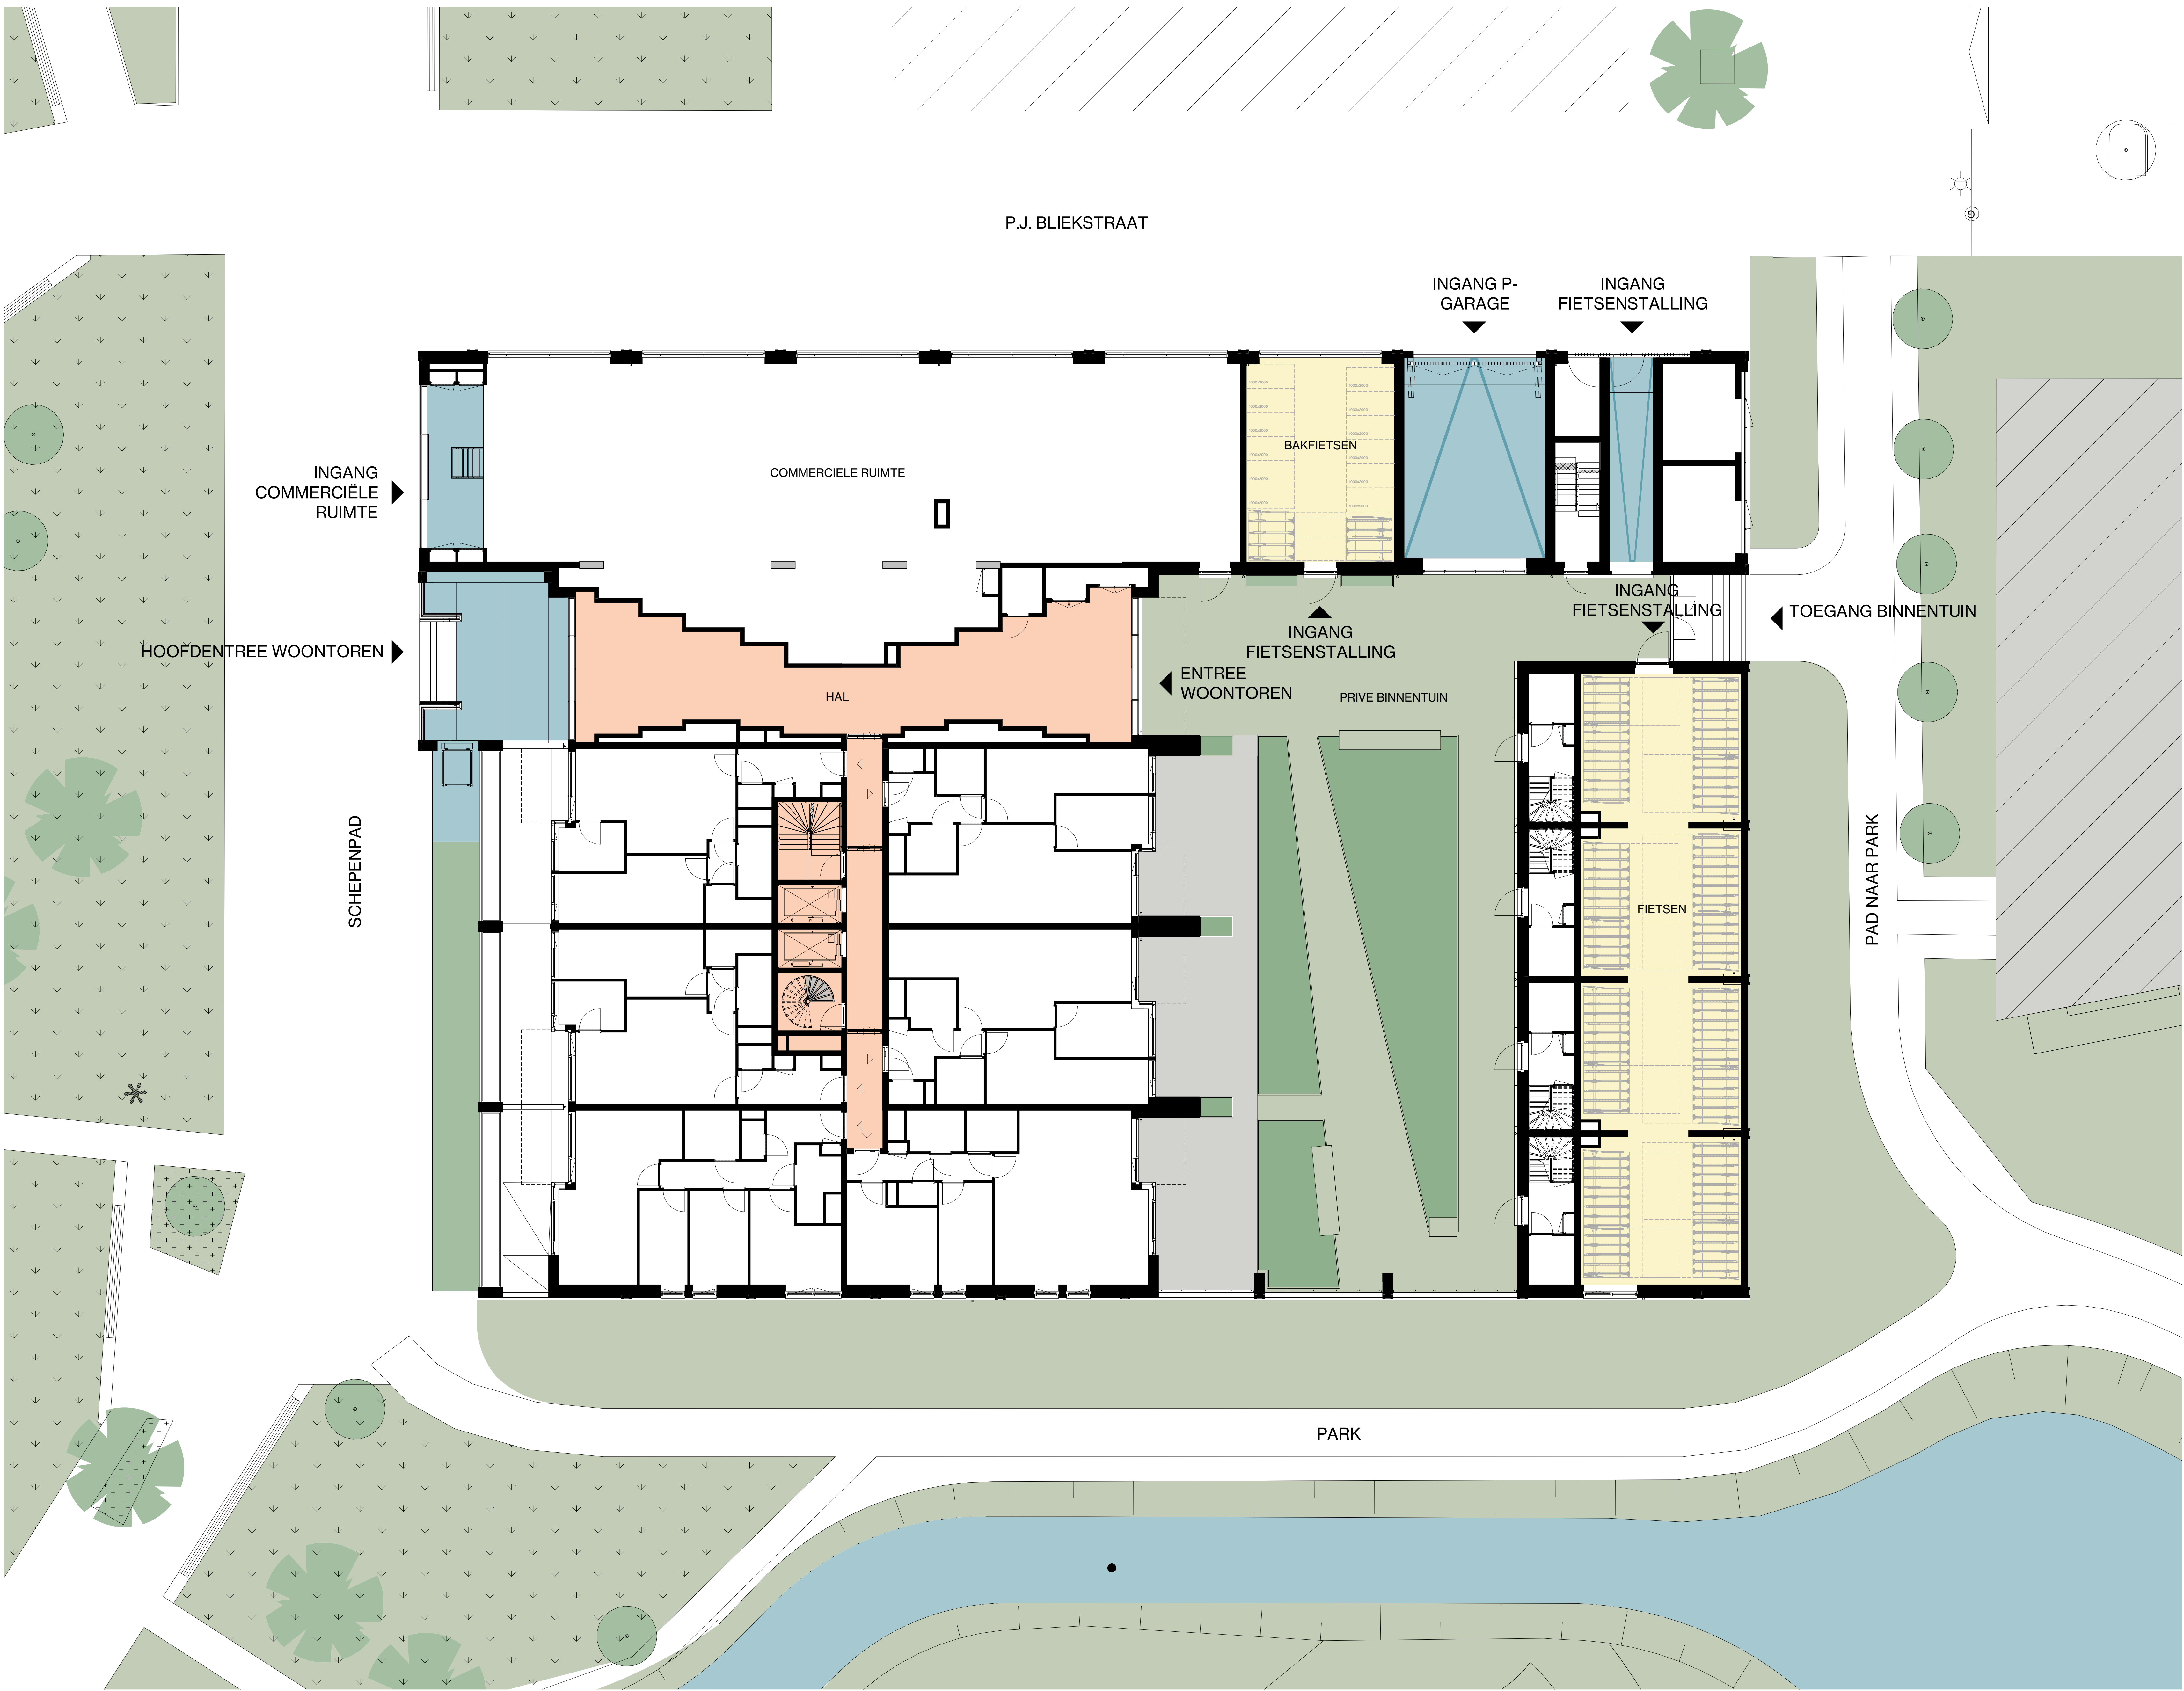 P.J. BLIEKSTRAAT
INGANG P-
GARAGE
INGANG
FIETSENSTALLING
INGANG
COMMERCIËLE
RUIMTE
COMMERCIELE RUIMTE
BAKFIETSEN
HOOFDENTREE WOONTOREN
HAL
ENTREE
WOONTOREN
INGANG
FIETSENSTALLING
PRIVE BINNENTUIN
INGANG
FIETSENSTALLING
TOEGANG BINNENTUIN
SCHEPENPAD
FIETSEN
PAD NAAR PARK
PARK